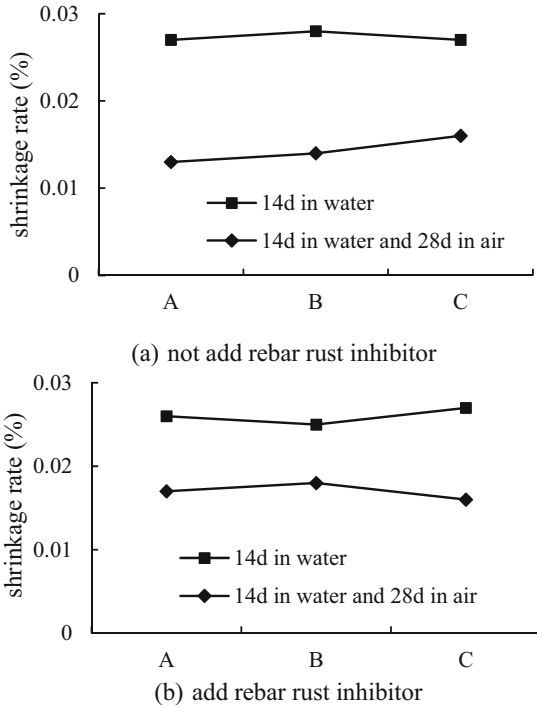 0.03
0.02
0.01
0
shrinkage rate (%)
14d in water
14d in water and 28d in air
A B C
(a) not add rebar rust inhibitor
0.03
0.02
0.01
0
shrinkage rate (%)
14d in water
14d in water and 28d in air
A B C
(b) add rebar rust inhibitor